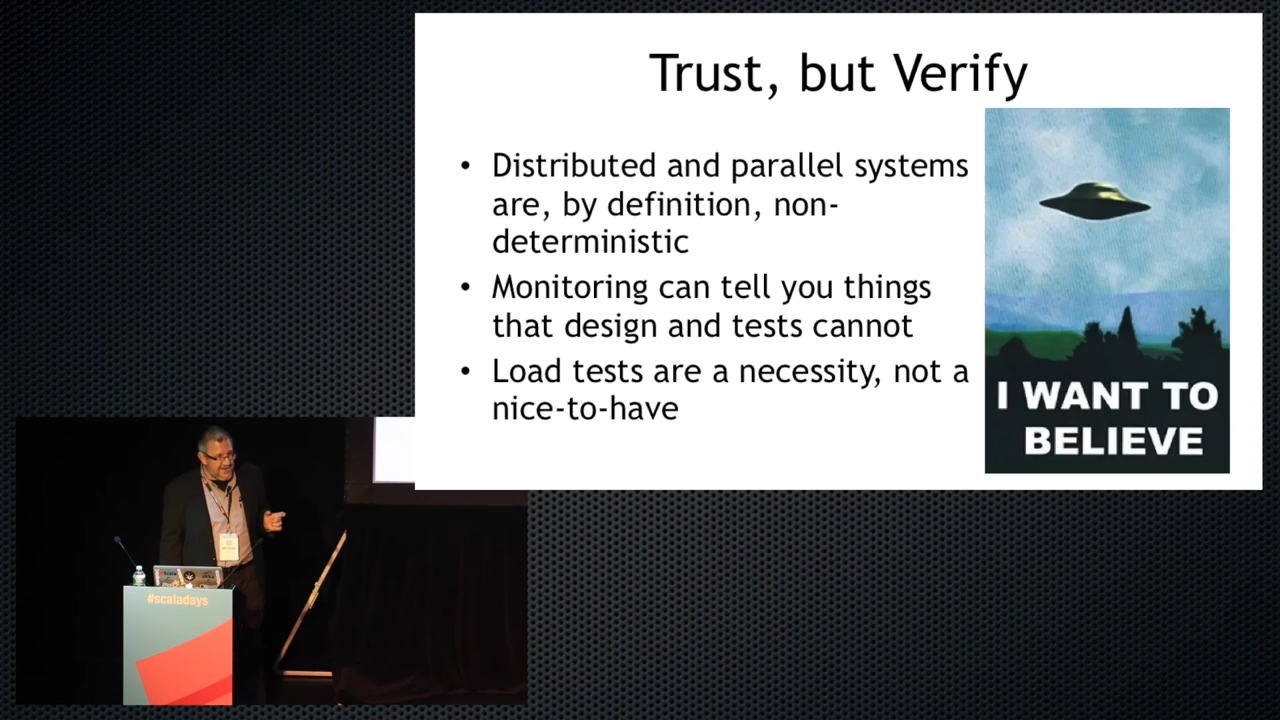 Trust, but Verify
• Distributed and parallel systems
are, by definition, non-
deterministic
• Monitoring can tell you things
that design and tests cannot
• Load tests are a necessity, not a
nice-to-have
I WANT TO
BELIEVE
#scaladays